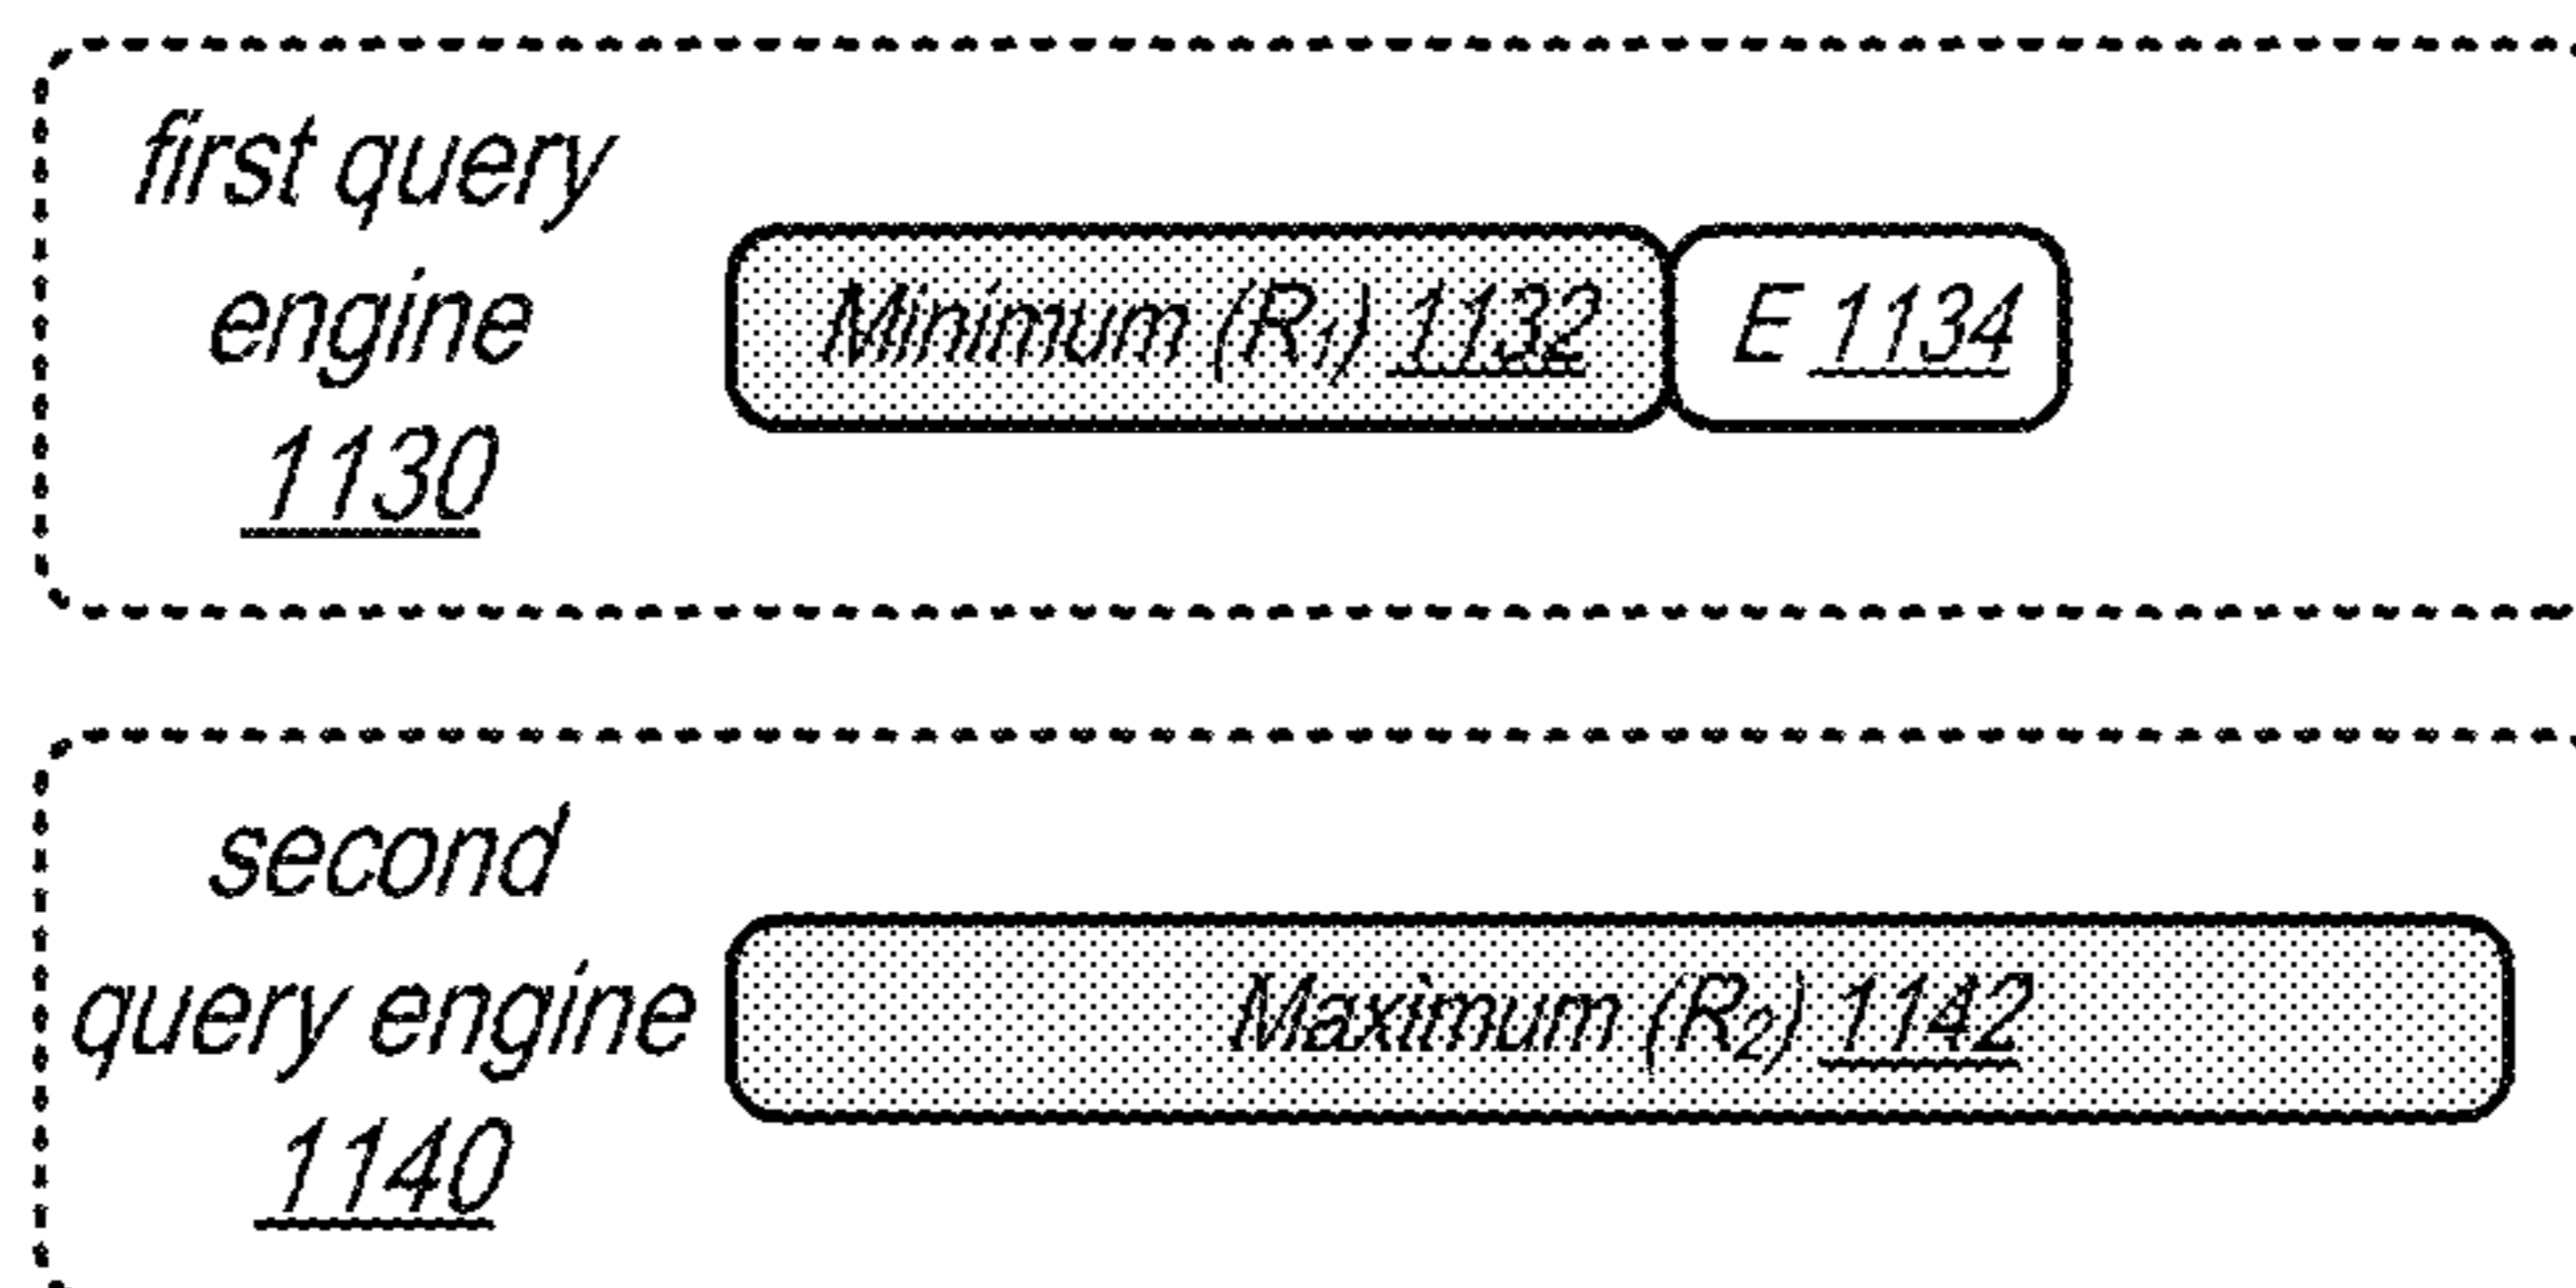 first query
engine
1130
Minimum (R₁) 1132
E 1134
second
query engine
1140
Maximum (R₂) 1142